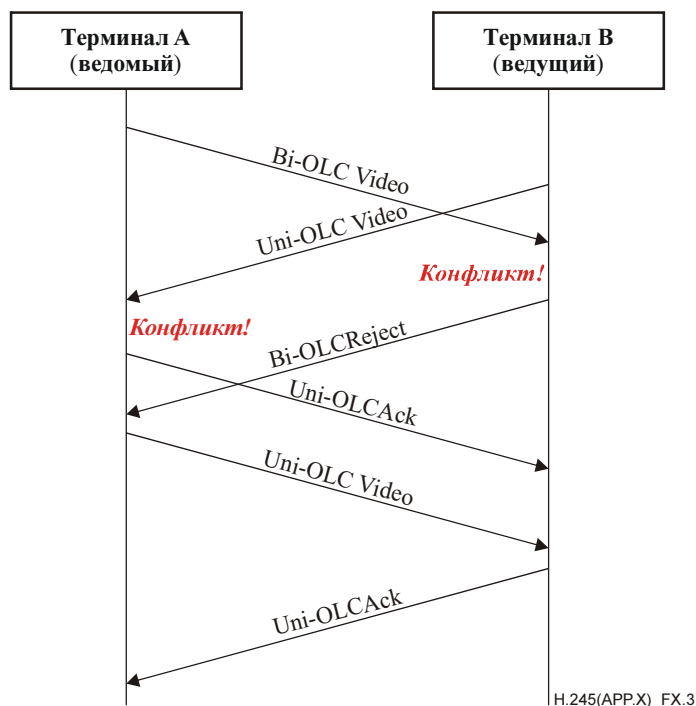 Терминал A
(ведомый)
Терминал B
(ведущий)
Bi-OLC Video
Uni-OLC Video
Конфликт!
Конфликт!
Bi-OLCReject
Uni-OLCAck
Uni-OLC Video
Uni-OLCAck
H.245(APP.X)_FX.3